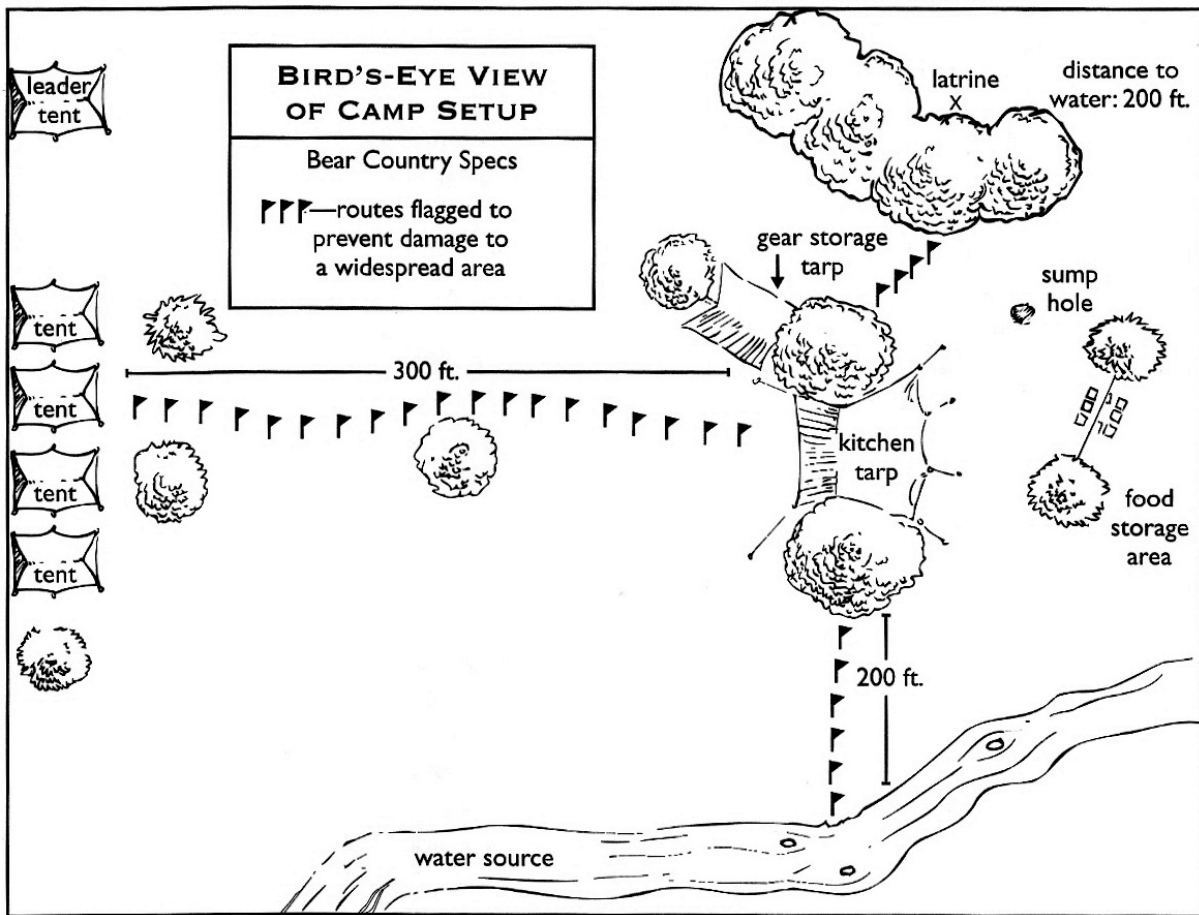 BIRD'S-EYE VIEW
OF CAMP SETUP
Bear Country Specs
—routes flagged to
prevent damage to
a widespread area
leader
tent
latrine
x
distance to
water: 200 ft.
gear storage
tarp
sump
hole
tent
300 ft.
tent
kitchen
tarp
tent
food
storage
area
tent
200 ft.
water source